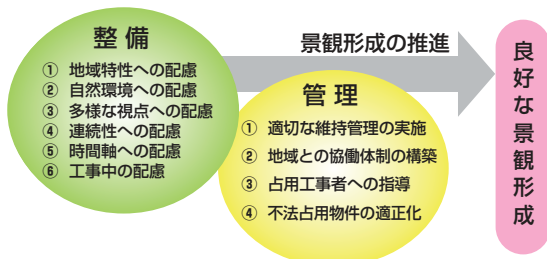 整備
① 地域特性への配慮
② 自然環境への配慮
③ 多様な視点への配慮
④ 連続性への配慮
⑤ 時間軸への配慮
⑥ 工事中の配慮
景観形成の推進
管理
① 適切な維持管理の実施
② 地域との協働体制の構築
③ 占用工事者への指導
④ 不法占用物件の適正化
良好な景観形成